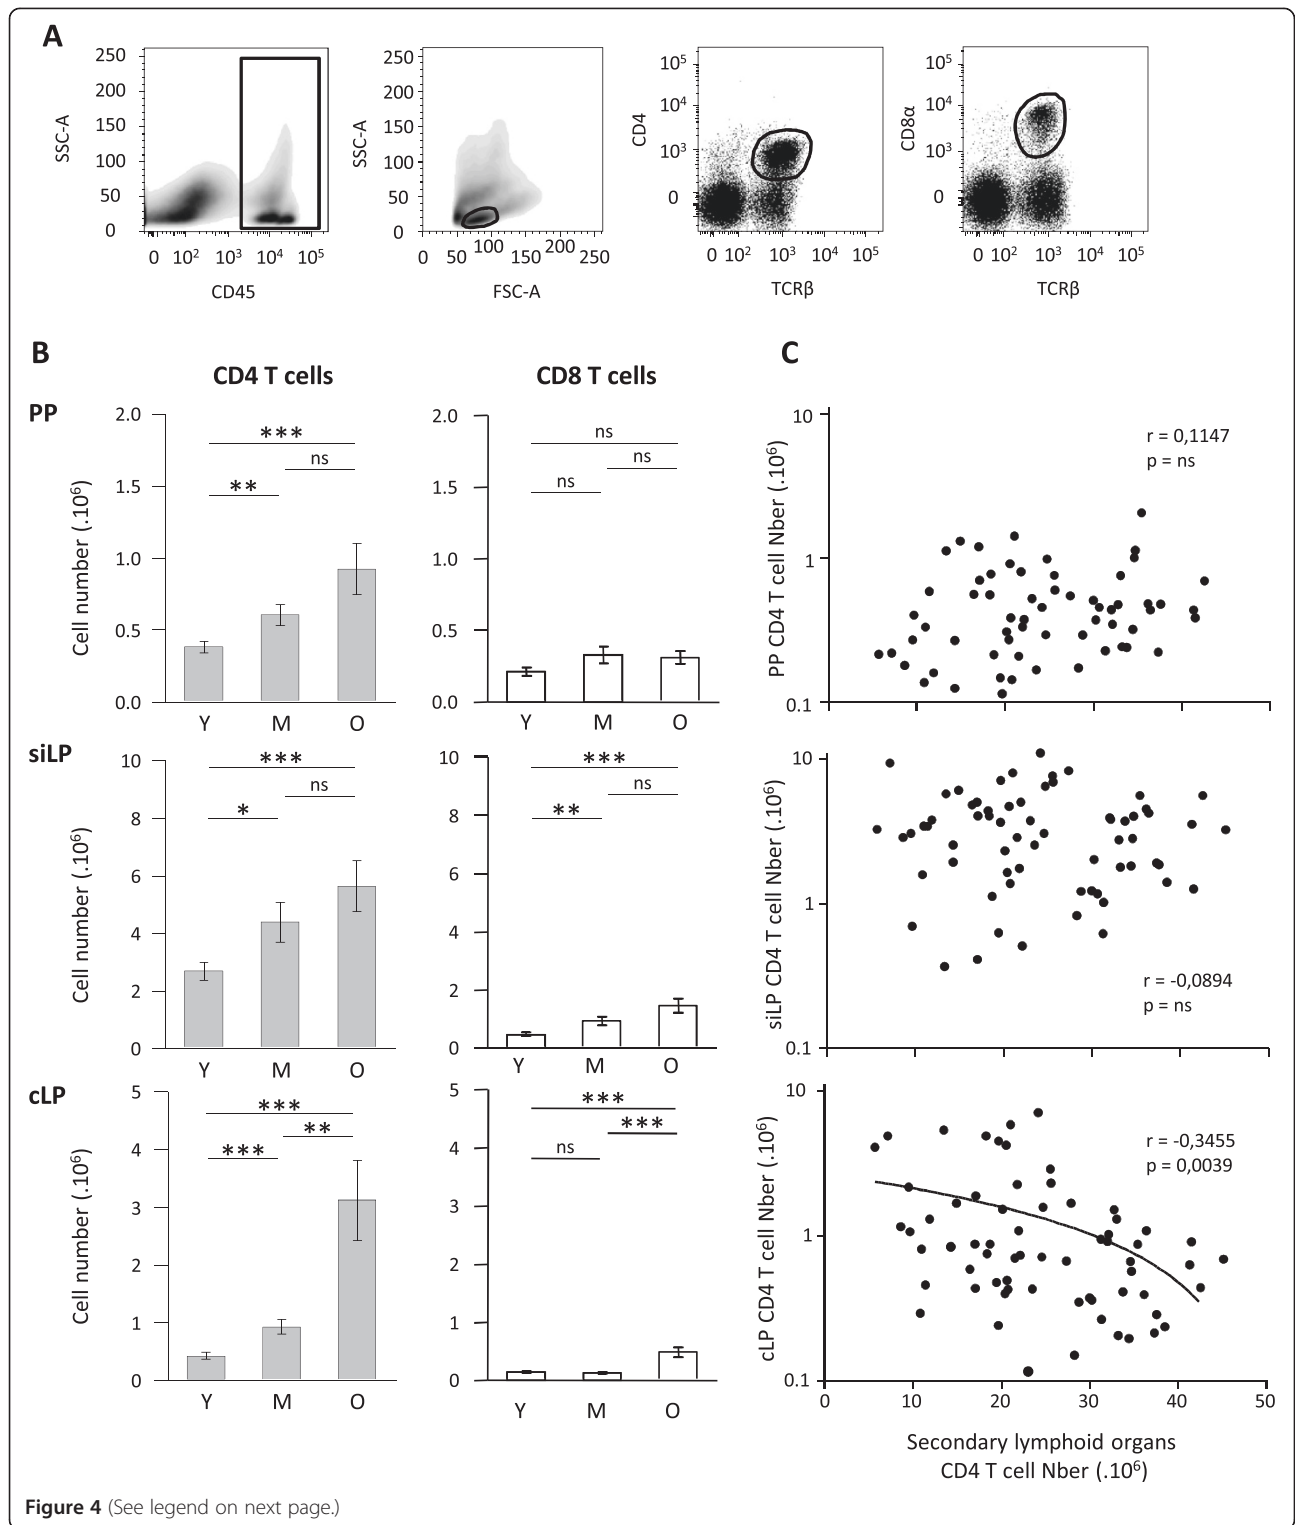 A
SSC-A
250
200
150
100
50
0
0 10² 10³ 10⁴ 10⁵
CD45
SSC-A
250
200
150
100
50
0
0 50 100 150 200 250
FSC-A
CD4
10⁵
10⁴
10³
0
0 10² 10³ 10⁴ 10⁵
TCRβ
CD8α
10⁵
10⁴
10³
0
0 10² 10³ 10⁴ 10⁵
TCRβ
B
CD4 T cells
CD8 T cells
PP
Cell number (.10⁶)
2.0
1.5
1.0
0.5
0.0
***
ns
**
Y M O
2.0
1.5
1.0
0.5
0.0
ns
ns
ns
Y M O
siLP
Cell number (.10⁶)
10
8
6
4
2
0
***
ns
*
Y M O
10
8
6
4
2
0
***
ns
**
Y M O
cLP
Cell number (.10⁶)
5
4
3
2
1
0
***
**
***
Y M O
5
4
3
2
1
0
***
***
ns
Y M O
C
PP CD4 T cell Nber (.10⁶)
10
1
0.1
r = 0,1147
p = ns
siLP CD4 T cell Nber (.10⁶)
10
1
0.1
r = -0,0894
p = ns
cLP CD4 T cell Nber (.10⁶)
10
1
0.1
r = -0,3455
p = 0,0039
0 10 20 30 40 50
Secondary lymphoid organs
CD4 T cell Nber (.10⁶)
Figure 4 (See legend on next page.)